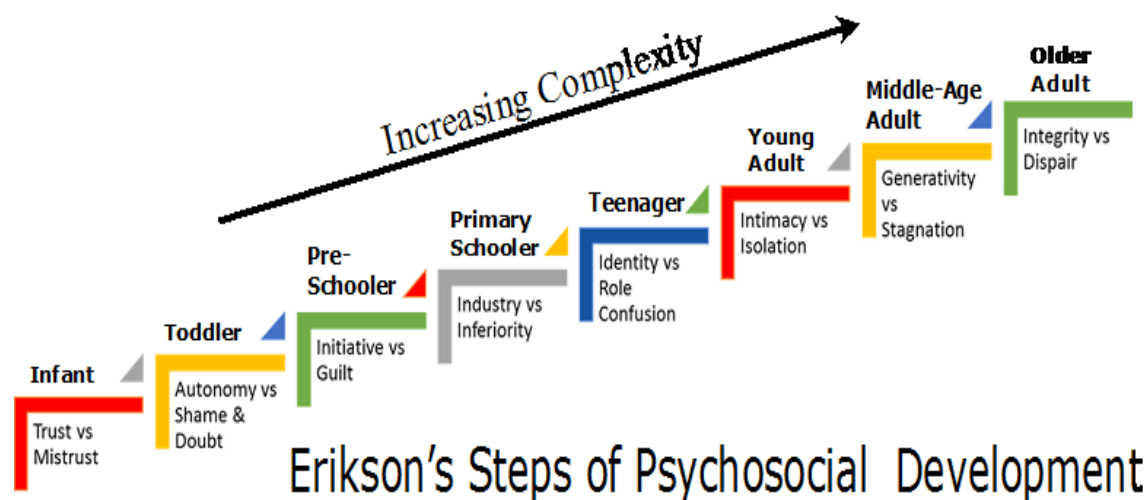 Increasing Complexity
Infant
Trust vs
Mistrust
Toddler
Autonomy vs
Shame &
Doubt
Pre-
Schooler
Initiative vs
Guilt
Primary
Schooler
Industry vs
Inferiority
Teenager
Identity vs
Role
Confusion
Young
Adult
Intimacy vs
Isolation
Middle-Age
Adult
Generativity
vs
Stagnation
Older
Adult
Integrity vs
Dispair
Erikson's Steps of Psychosocial Development